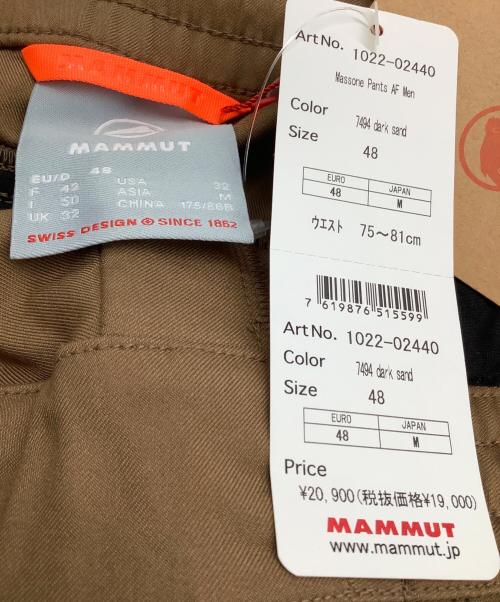 MAMMUT
MAMMUT
EU/D 48 USA 32
F 42 ASIA M
I 50 CHINA 175/86B
UK 32
SWISS DESIGN SINCE 1862
Art No. 1022-02440
Massone Pants AF Men
Color 7494 dark sand
Size 48
EURO JAPAN
48 M
ウエスト 75〜81cm
7 619876 515599
Art No. 1022-02440
Color 7494 dark sand
Size 48
EURO JAPAN
48 M
Price
¥20,900(税抜価格¥19,000)
MAMMUT
www.mammut.jp